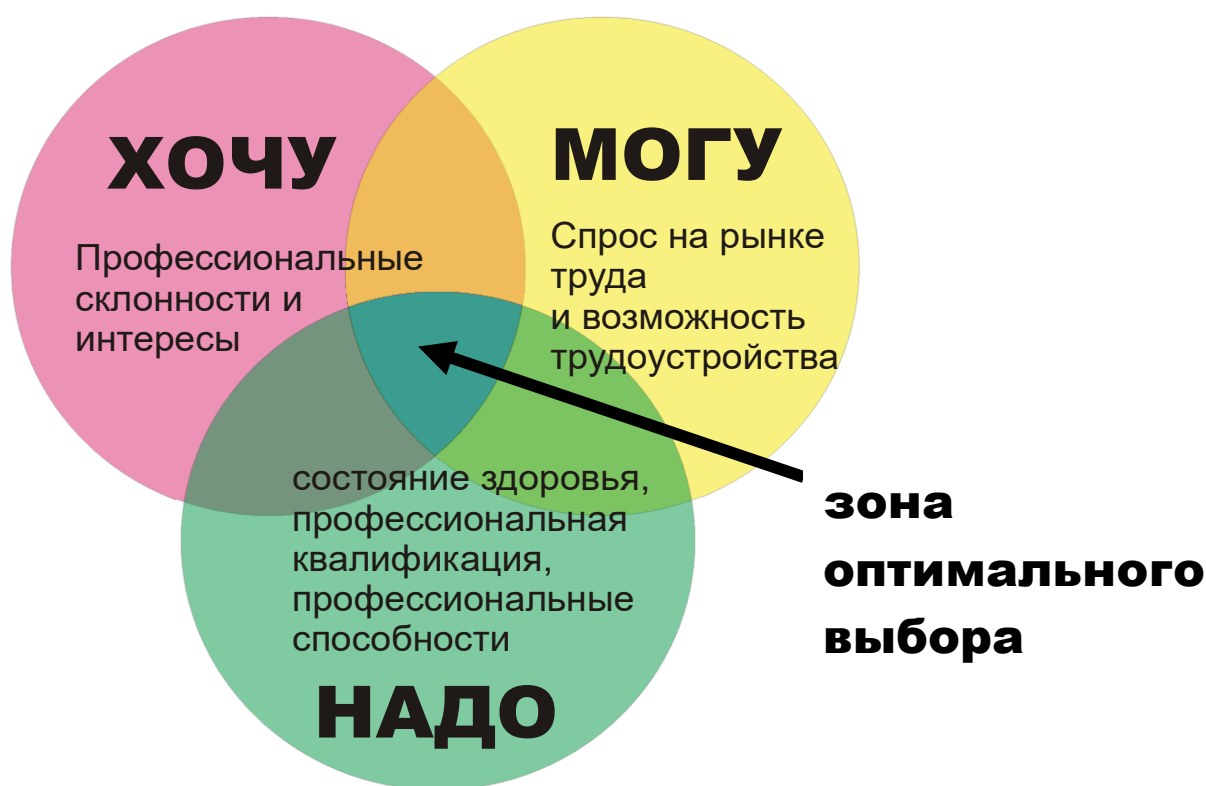 ХОЧУ
Профессиональные
склонности и
интересы
МОГУ
Спрос на рынке
труда
и возможность
трудоустройства
состояние здоровья,
профессиональная
квалификация,
профессиональные
способности
НАДО
зона
оптимального
выбора